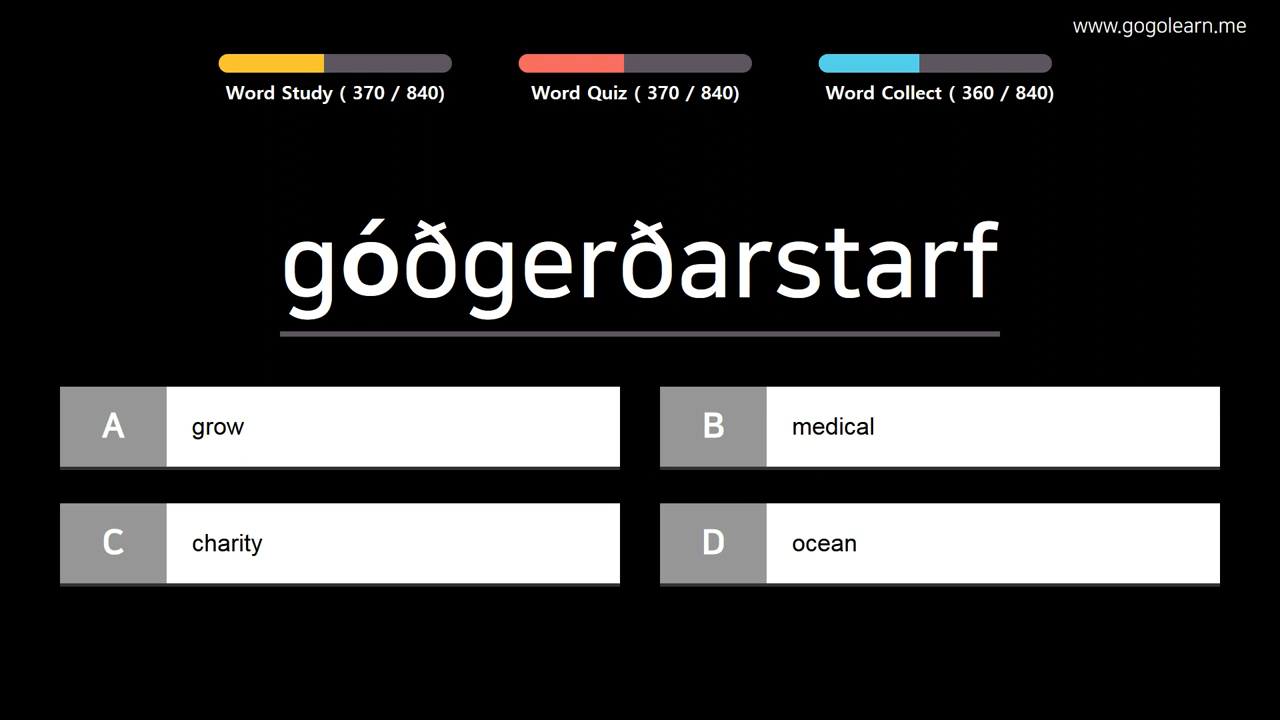 www.gogolearn.me
Word Study ( 370 / 840)
Word Quiz ( 370 / 840)
Word Collect ( 360 / 840)
góðgerðarstarf
A grow
B medical
C charity
D ocean